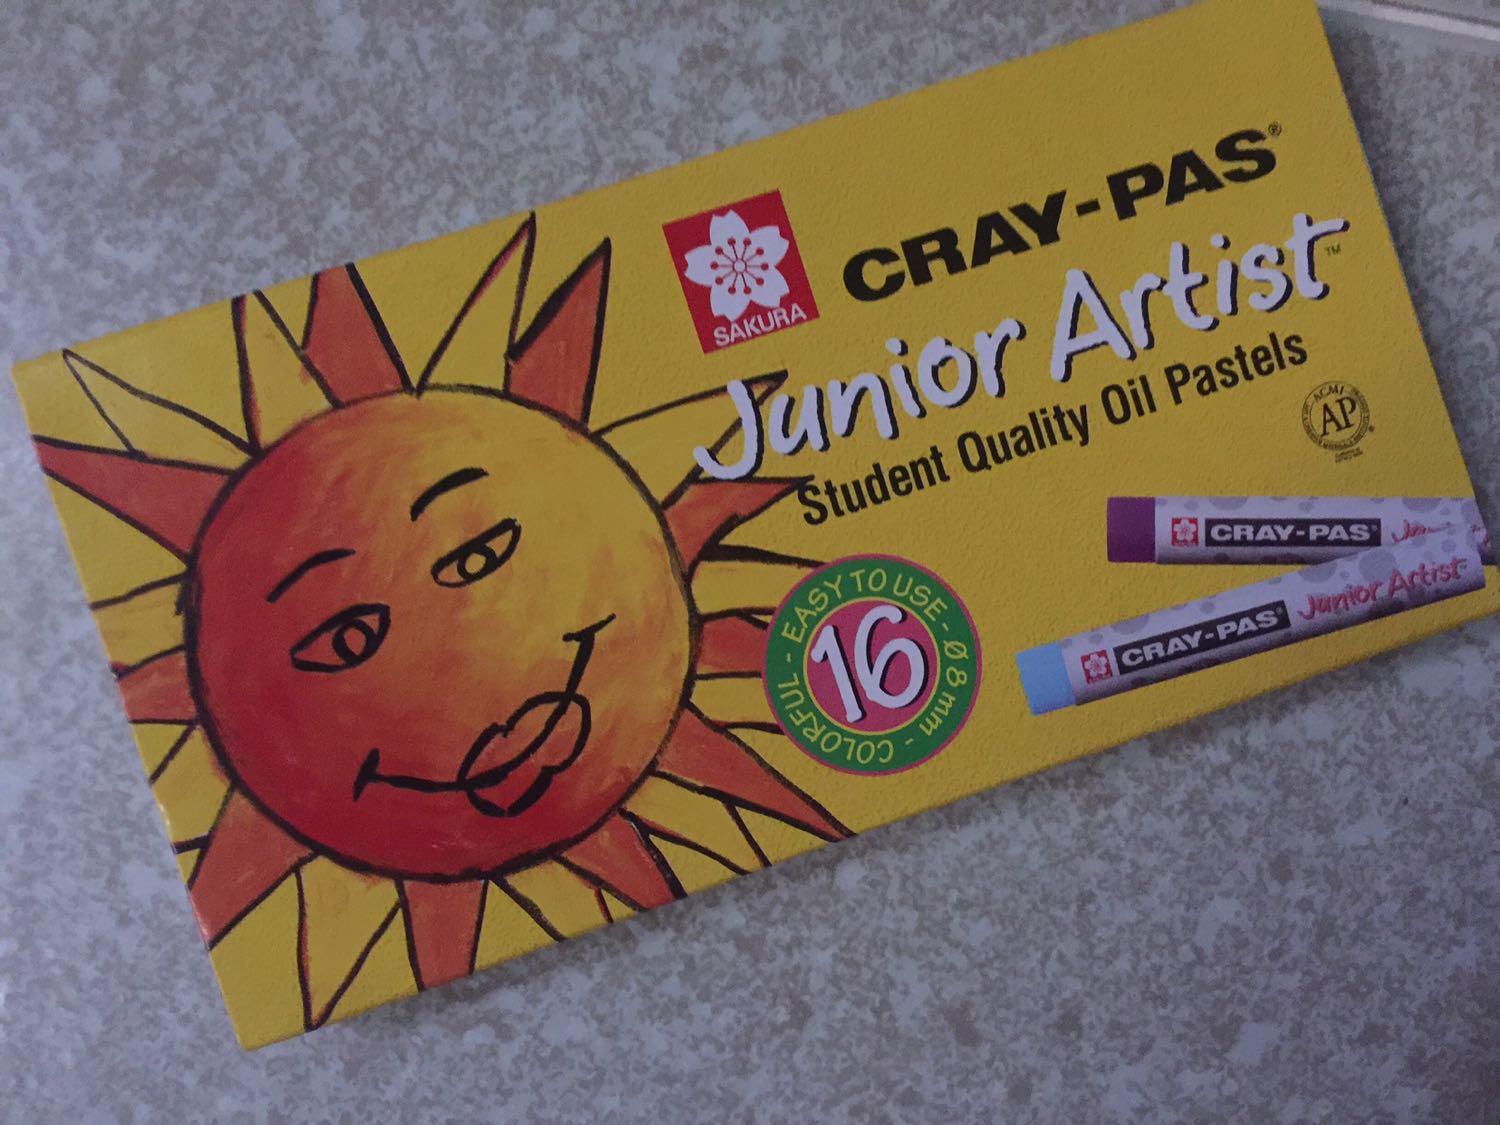 SAKURA
CRAY-PAS®
Junior Artist™
Student Quality Oil Pastels
ACMI
AP
COLORFUL - EASY TO USE - Ø 8 mm -
16
CRAY-PAS®
CRAY-PAS®
Junior Artist